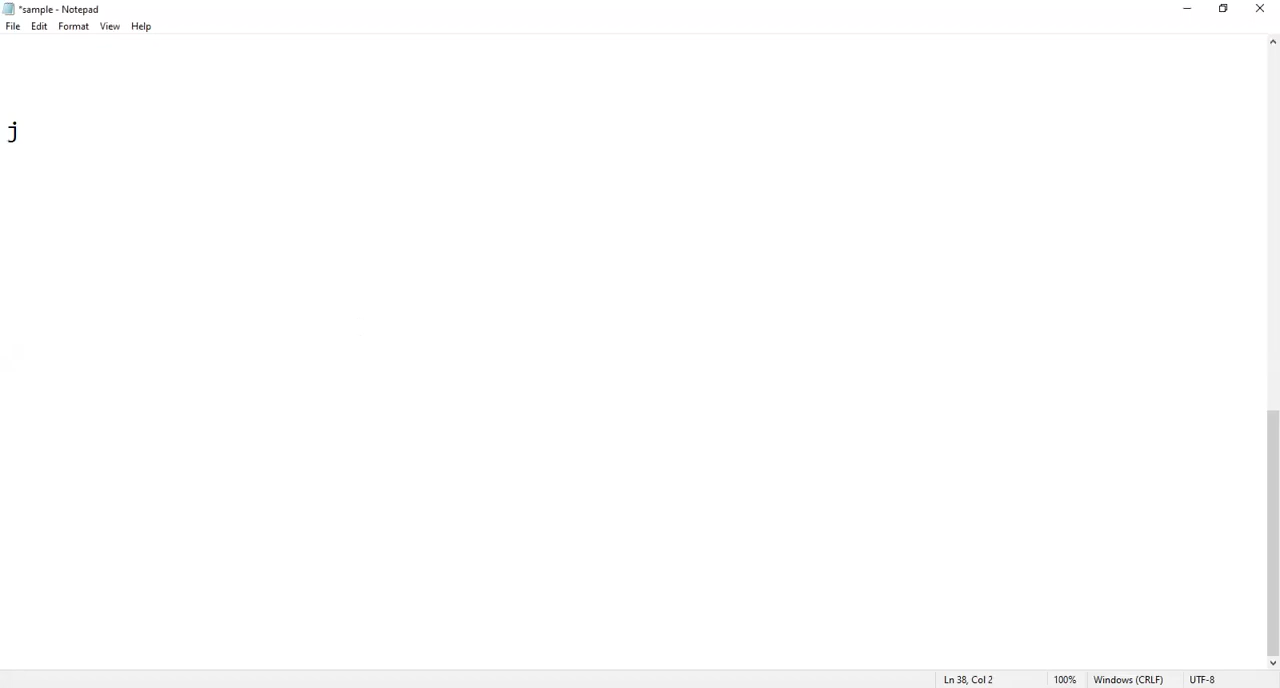 *sample - Notepad
File Edit Format View Help
j
Ln 38, Col 2 100% Windows (CRLF) UTF-8